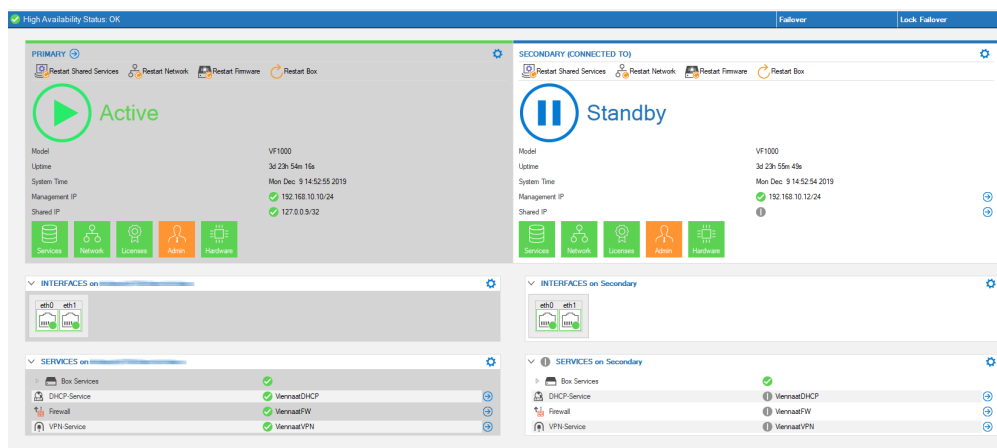 High Availability Status: OK
Failover
Lock Failover
PRIMARY
Restart Shared Services Restart Network Restart Firmware Restart Box
Active
Model VF1000
Uptime 3d 23h 54m 16s
System Time Mon Dec 9 14:52:55 2019
Management IP 192.168.10.10/24
Shared IP 127.0.0.9/32
Services Network Licenses Admin Hardware
INTERFACES on
eth0 eth1
SERVICES on
Box Services
DHCP-Service ViennaatDHCP
Firewall ViennaatFW
VPN-Service ViennaatVPN
SECONDARY (CONNECTED TO)
Restart Shared Services Restart Network Restart Firmware Restart Box
Standby
Model VF1000
Uptime 3d 23h 55m 49s
System Time Mon Dec 9 14:52:54 2019
Management IP 192.168.10.12/24
Shared IP
Services Network Licenses Admin Hardware
INTERFACES on Secondary
eth0 eth1
SERVICES on Secondary
Box Services
DHCP-Service ViennaatDHCP
Firewall ViennaatFW
VPN-Service ViennaatVPN